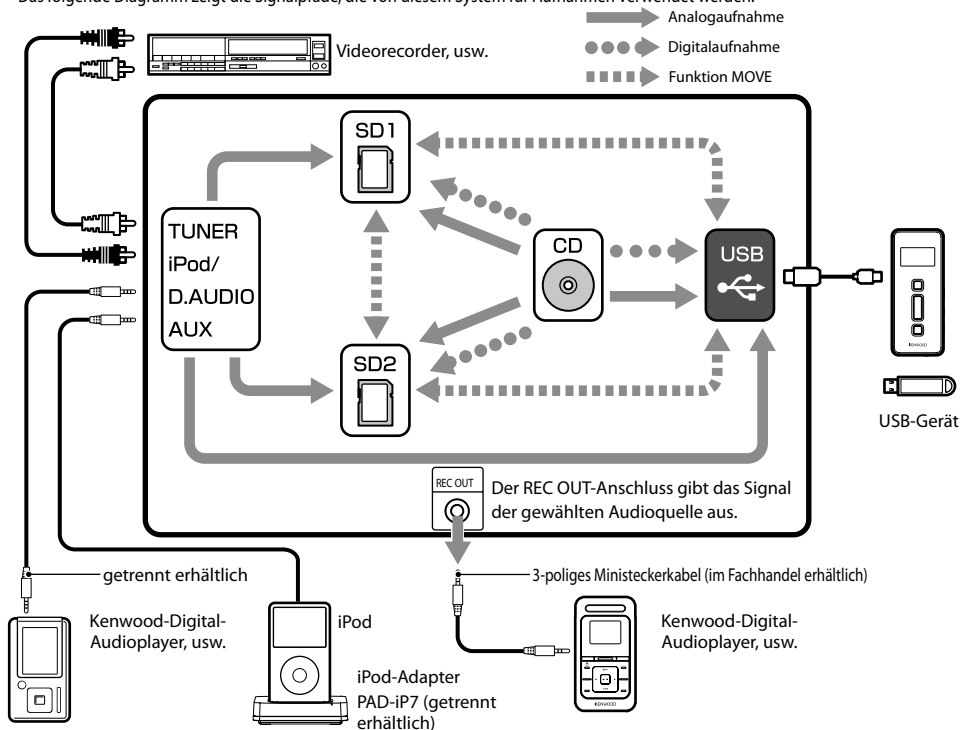 Das folgende Diagramm zeigt die Signalpfade, die von diesem System für Aufnahmen verwendet werden.
Analogaufnahme
Digitalaufnahme
Funktion MOVE
Videorecorder, usw.
SD1
TUNER
iPod/
D.AUDIO
AUX
CD
USB
SD2
KENWOOD
USB-Gerät
REC OUT
Der REC OUT-Anschluss gibt das Signal
der gewählten Audioquelle aus.
getrennt erhältlich
3-poliges Ministeckerkabel (im Fachhandel erhältlich)
Kenwood-Digital-
Audioplayer, usw.
iPod
iPod-Adapter
PAD-iP7 (getrennt
erhältlich)
Kenwood-Digital-
Audioplayer, usw.
KENWOOD